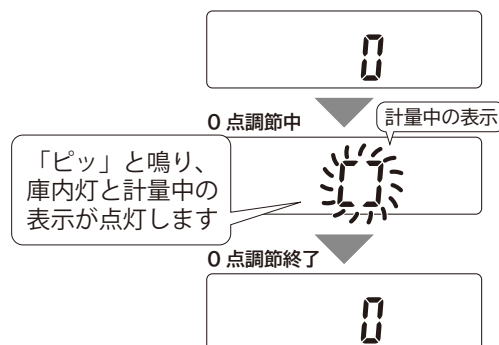 0
0点調節中
計量中の表示
「ピッ」と鳴り、
庫内灯と計量中の
表示が点灯します
0点調節終了
0